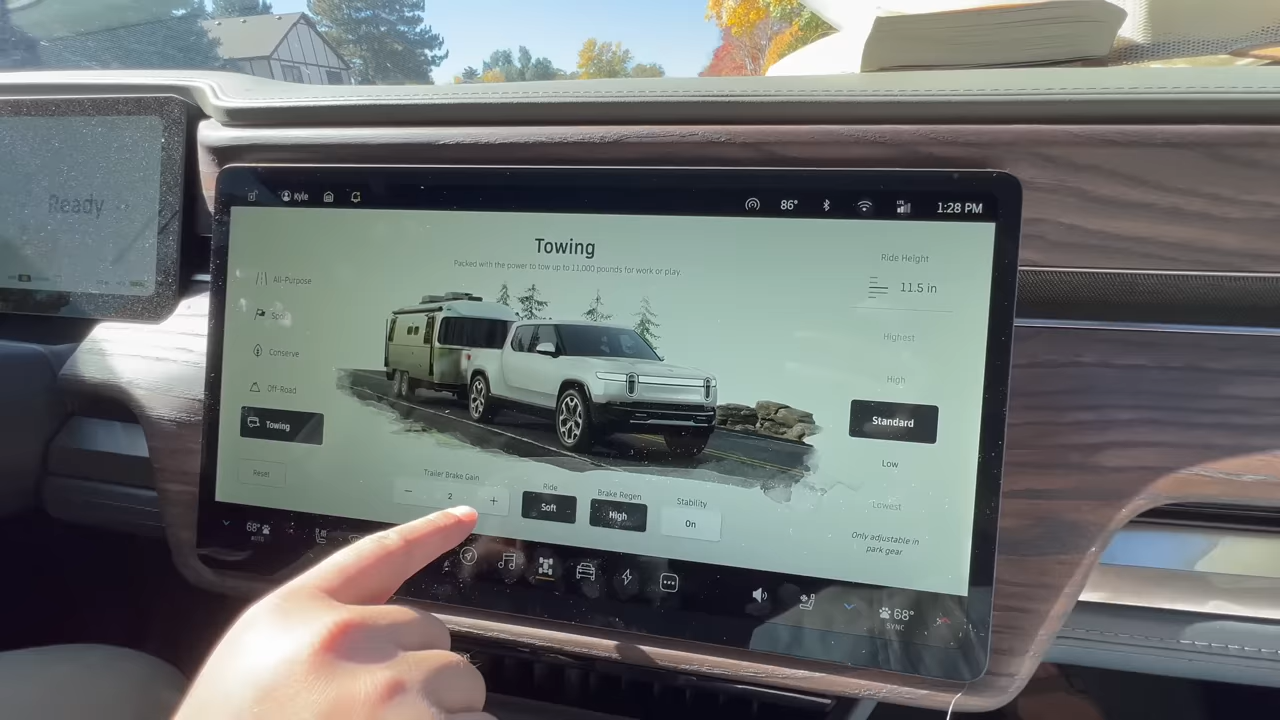 Ready
Kyle
86°
LTE
1:28 PM
Towing
Packed with the power to tow up to 11,000 pounds for work or play.
All-Purpose
Conserve
Off-Road
Towing
Reset
Trailer Brake Gain
− 2 +
Ride
Soft
Brake Regen
High
Stability
On
Ride Height
11.5 in
Highest
High
Standard
Low
Lowest
Only adjustable in
park gear
68°
AUTO
68°
SYNC